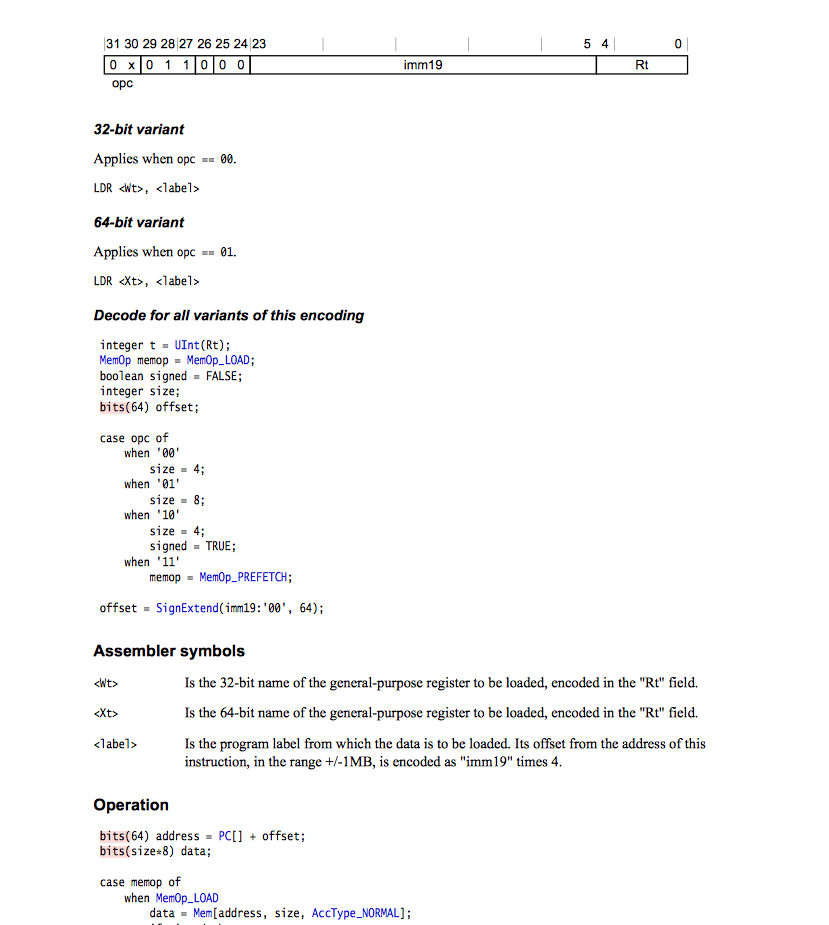 31 30 29 28 27 26 25 24 23 5 4 0
0 x 0 1 1 0 0 0 imm19 Rt
opc
32-bit variant
Applies when opc == 00.
LDR <Wt>, <label>
64-bit variant
Applies when opc == 01.
LDR <Xt>, <label>
Decode for all variants of this encoding
integer t = UInt(Rt);
MemOp memop = MemOp_LOAD;
boolean signed = FALSE;
integer size;
bits(64) offset;
case opc of
when '00'
size = 4;
when '01'
size = 8;
when '10'
size = 4;
signed = TRUE;
when '11'
memop = MemOp_PREFETCH;
offset = SignExtend(imm19:'00', 64);
Assembler symbols
<Wt> Is the 32-bit name of the general-purpose register to be loaded, encoded in the "Rt" field.
<Xt> Is the 64-bit name of the general-purpose register to be loaded, encoded in the "Rt" field.
<label> Is the program label from which the data is to be loaded. Its offset from the address of this
instruction, in the range +/-1MB, is encoded as "imm19" times 4.
Operation
bits(64) address = PC[] + offset;
bits(size*8) data;
case memop of
when MemOp_LOAD
data = Mem[address, size, AccType_NORMAL];